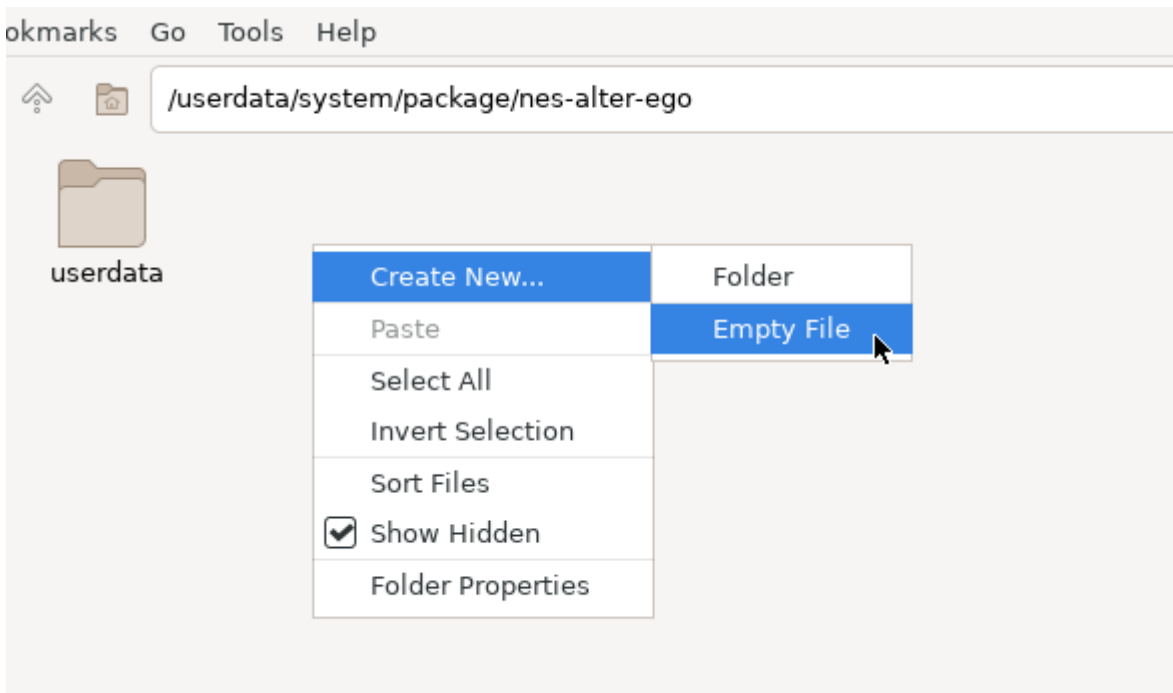 okmarks Go Tools Help
/userdata/system/package/nes-alter-ego
userdata
Create New...
Folder
Paste
Empty File
Select All
Invert Selection
Sort Files
Show Hidden
Folder Properties